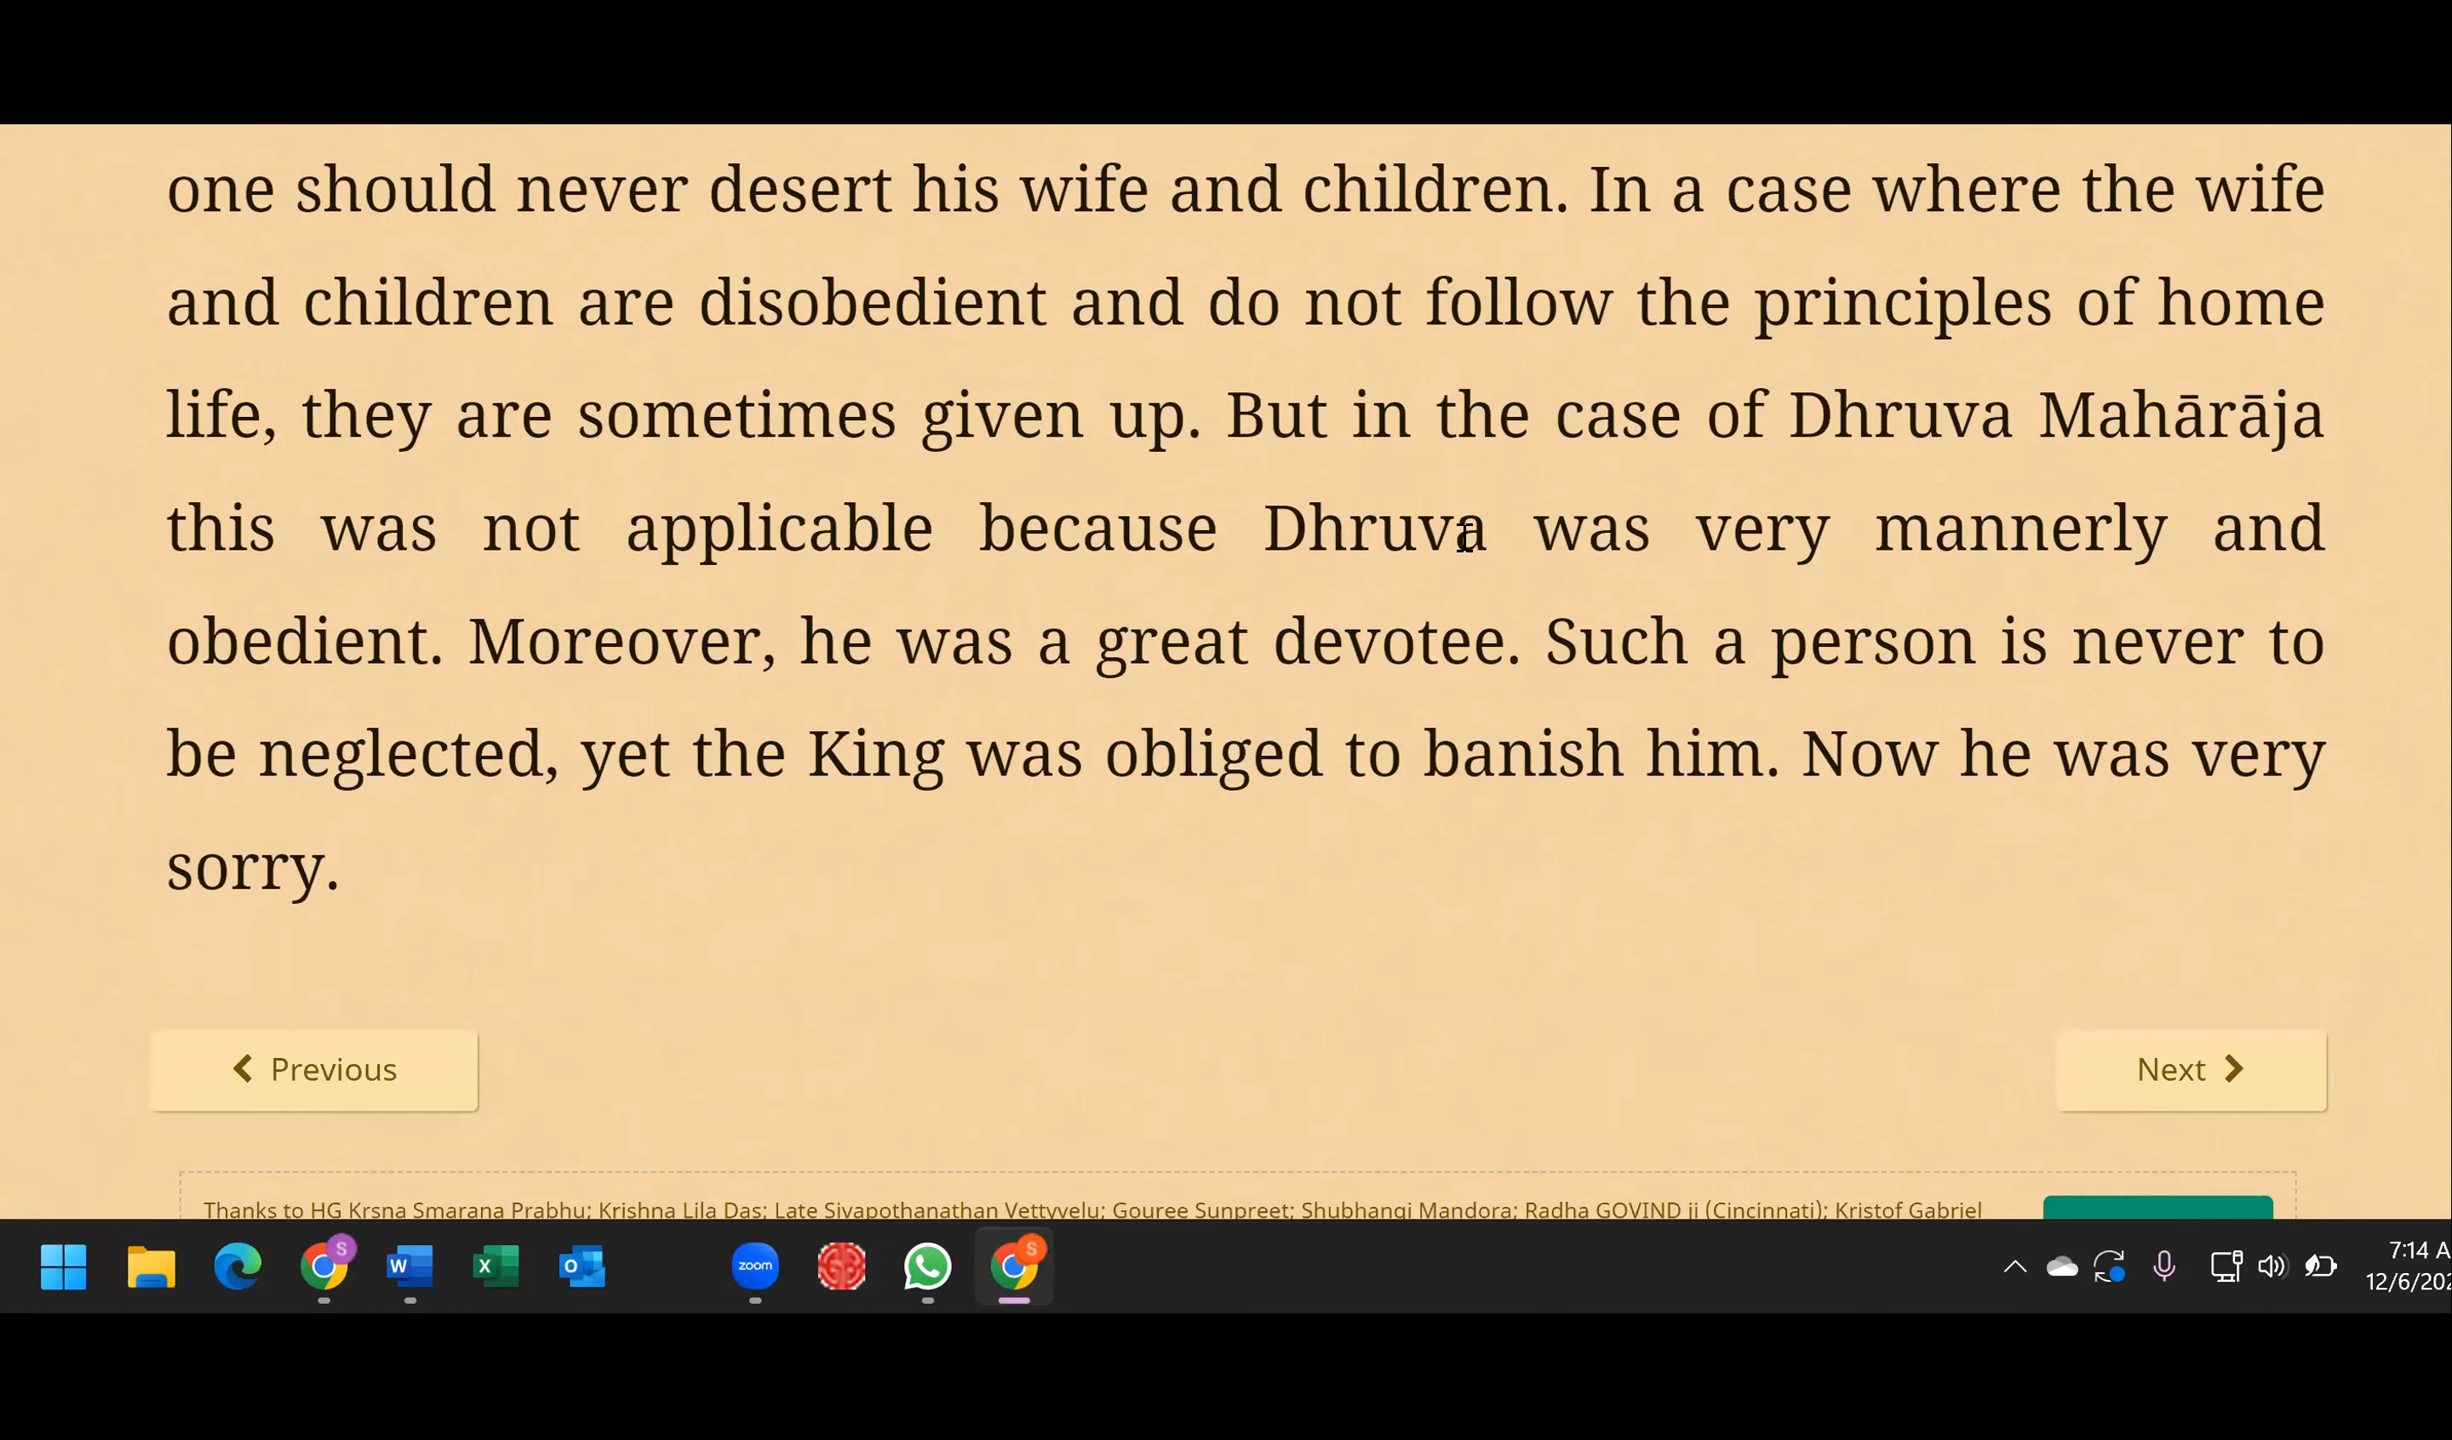 one should never desert his wife and children. In a case where the wife
and children are disobedient and do not follow the principles of home
life, they are sometimes given up. But in the case of Dhruva Mahārāja
this was not applicable because Dhruva was very mannerly and
obedient. Moreover, he was a great devotee. Such a person is never to
be neglected, yet the King was obliged to banish him. Now he was very
sorry.
Previous
Next
Thanks to HG Krsna Smarana Prabhu; Krishna Lila Das; Late Sivapothanathan Vettyvelu; Gouree Sunpreet; Shubhangi Mandora; Radha GOVIND ji (Cincinnati); Kristof Gabriel
S
W
X
O
zoom
S
7:14 A
12/6/202